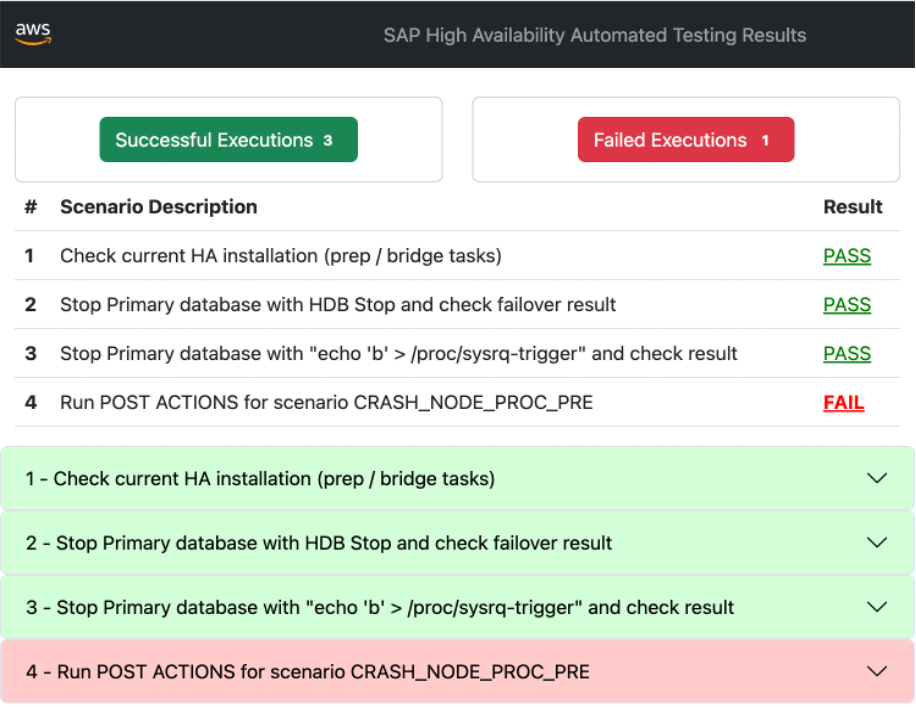 aws
SAP High Availability Automated Testing Results
Successful Executions 3
Failed Executions 1
# Scenario Description Result
1 Check current HA installation (prep / bridge tasks) PASS
2 Stop Primary database with HDB Stop and check failover result PASS
3 Stop Primary database with "echo 'b' > /proc/sysrq-trigger" and check result PASS
4 Run POST ACTIONS for scenario CRASH_NODE_PROC_PRE FAIL
1 - Check current HA installation (prep / bridge tasks)
2 - Stop Primary database with HDB Stop and check failover result
3 - Stop Primary database with "echo 'b' > /proc/sysrq-trigger" and check result
4 - Run POST ACTIONS for scenario CRASH_NODE_PROC_PRE